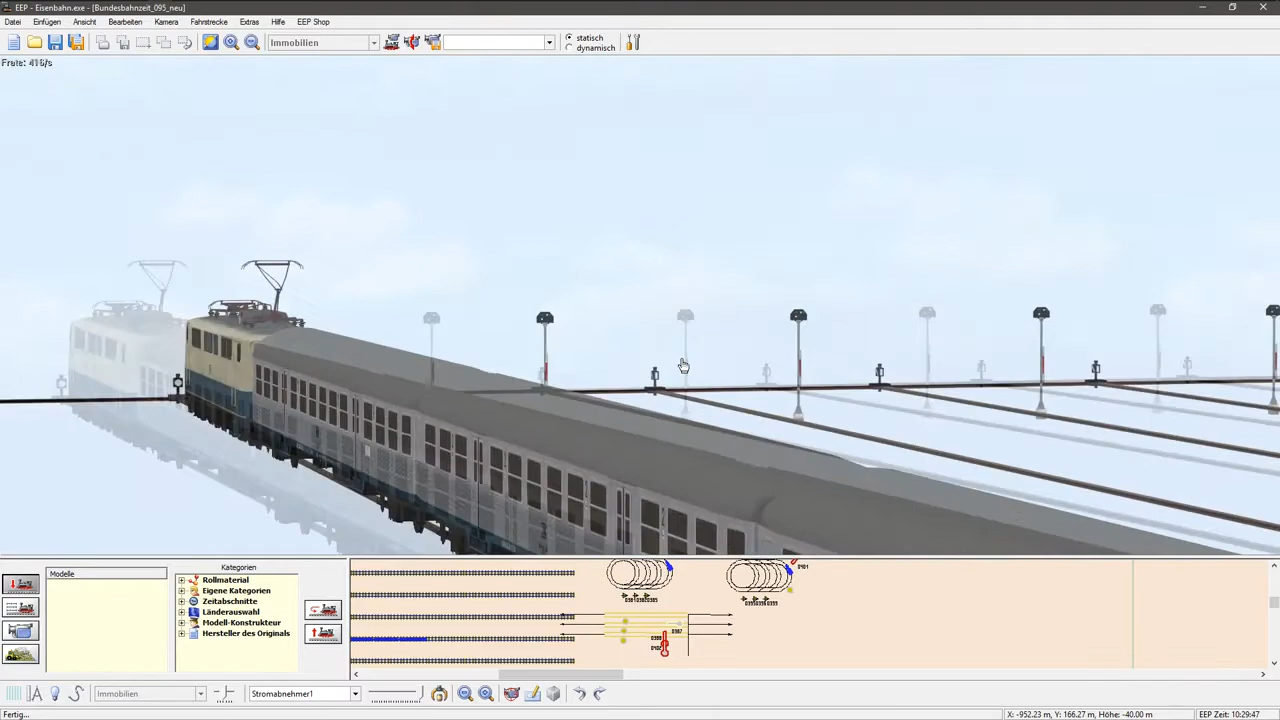 EEP - Eisenbahn.exe - [Bundesbahnzeit_095_neu]
Datei Einfügen Ansicht Bearbeiten Kamera Fahrstrecke Extras Hilfe EEP Shop
Immobilien
statisch
dynamisch
Kategorien
Modelle
Rollmaterial
Eigene Kategorien
Zeitabschnitte
Länderauswahl
Modell-Konstrukteur
Hersteller des Originals
Immobilien
Stromabnehmer1
Fertig...
X: -952.23 m, Y: 166.27 m, Höhe: -40.00 m
EEP Zeit: 10:29:47